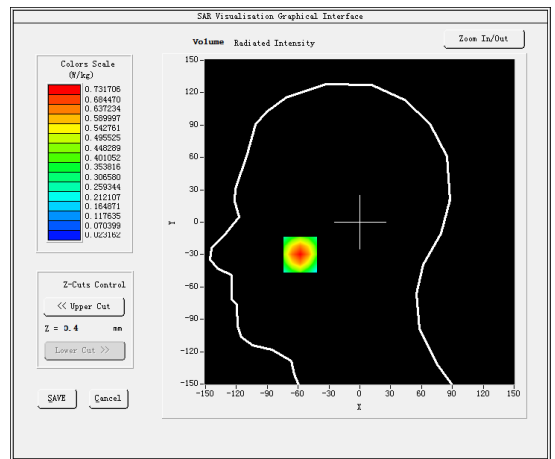 SAR Visualisation Graphical Interface
Volume Radiated Intensity
Zoom In/Out
Colors Scale
(W/kg)
0.731706
0.684470
0.637234
0.589997
0.542761
0.495525
0.448289
0.401052
0.353816
0.306580
0.259344
0.212107
0.164871
0.117635
0.070399
0.023162
Z-Cuts Control
<< Upper Cut
Z = 0.4 mm
Lower Cut >>
SAVE Cancel
150
120
90
60
30
0
-30
-60
-90
-120
-150
Y
-150 -120 -90 -60 -30 0 30 60 90 120 150
X